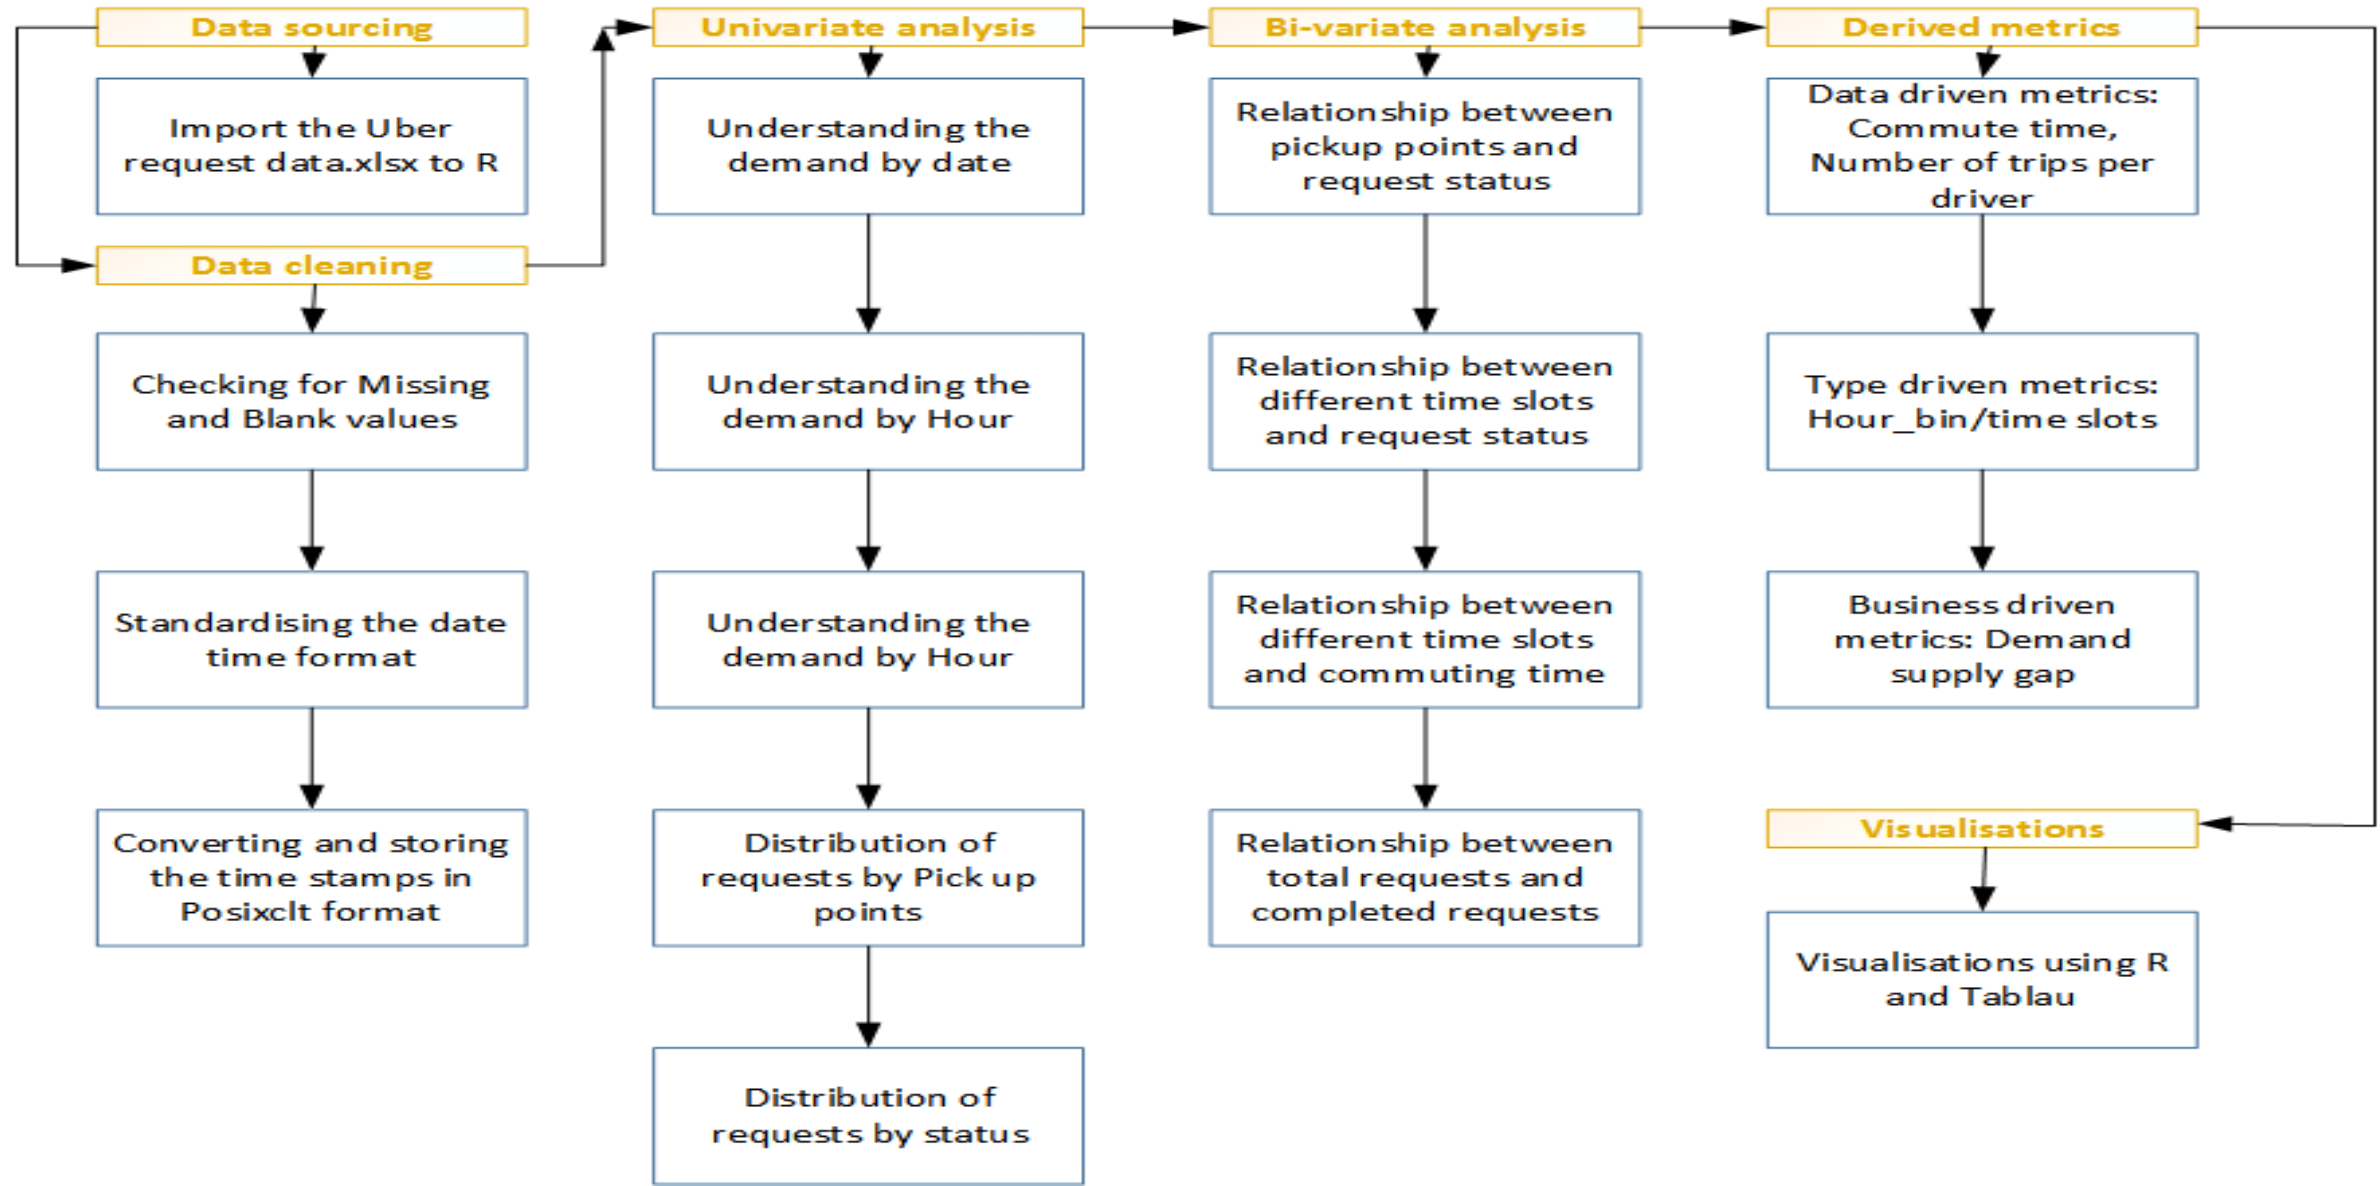 Data sourcing
Import the Uber
request data.xlsx to R
Data cleaning
Checking for Missing
and Blank values
Standardising the date
time format
Converting and storing
the time stamps in
Posixclt format
Univariate analysis
Understanding the
demand by date
Understanding the
demand by Hour
Understanding the
demand by Hour
Distribution of
requests by Pick up
points
Distribution of
requests by status
Bi-variate analysis
Relationship between
pickup points and
request status
Relationship between
different time slots
and request status
Relationship between
different time slots
and commuting time
Relationship between
total requests and
completed requests
Derived metrics
Data driven metrics:
Commute time,
Number of trips per
driver
Type driven metrics:
Hour_bin/time slots
Business driven
metrics: Demand
supply gap
Visualisations
Visualisations using R
and Tablau